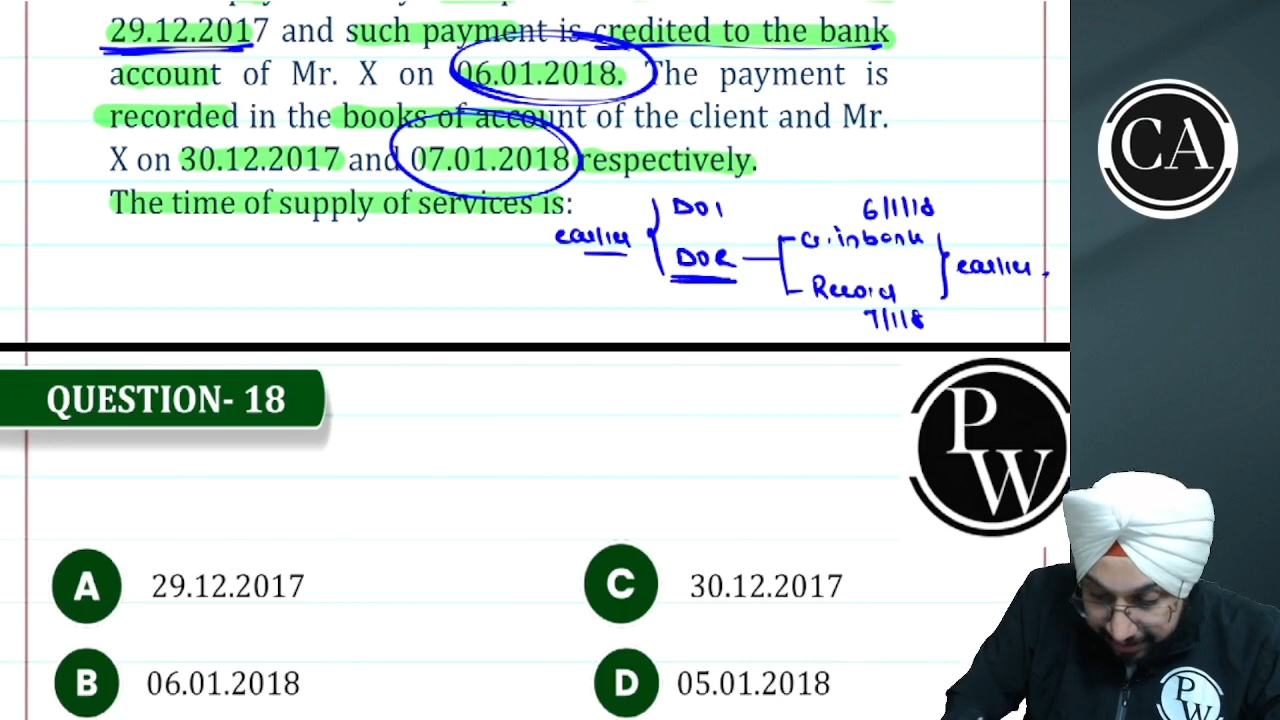 29.12.2017 and such payment is credited to the bank
account of Mr. X on 06.01.2018. The payment is
recorded in the books of account of the client and Mr.
X on 30.12.2017 and 07.01.2018 respectively.
The time of supply of services is:
earlier
DOI
DOR
6/1/18
Cr. in bank
Record
7/1/18
earlier.
CA
QUESTION- 18
PW
A 29.12.2017
C 30.12.2017
B 06.01.2018
D 05.01.2018
PW